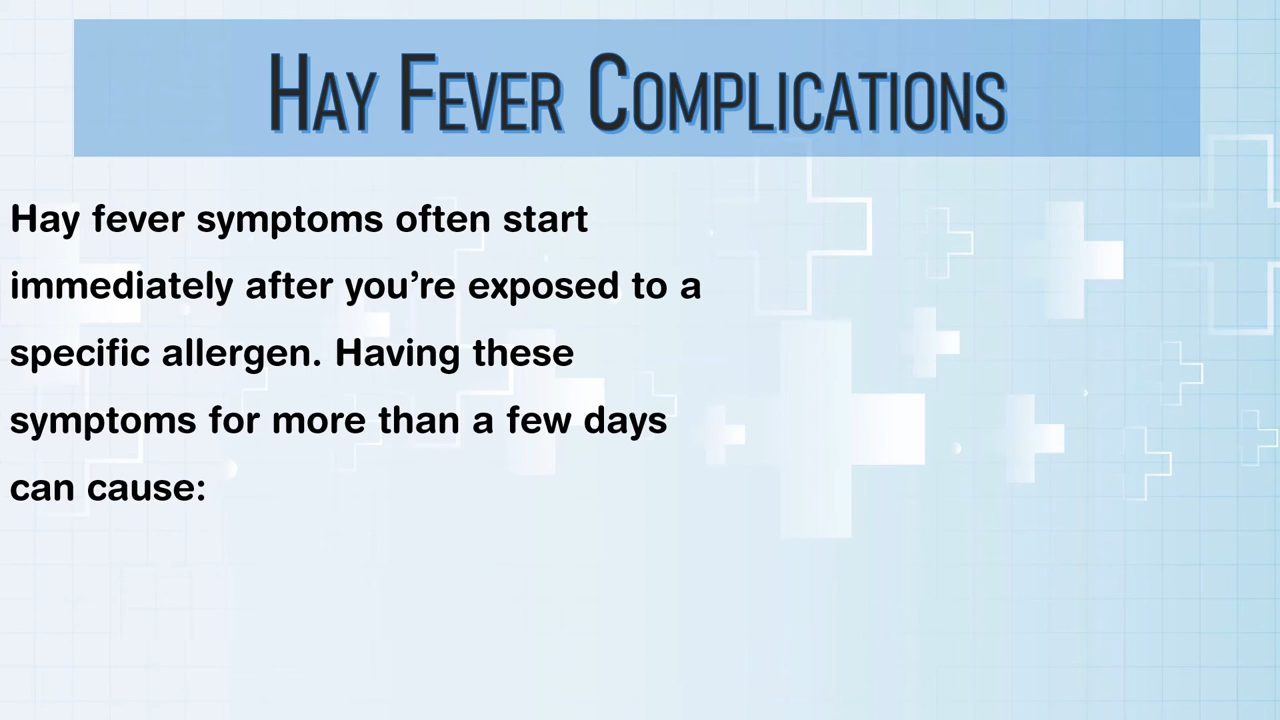 Hay Fever Complications
Hay fever symptoms often start
immediately after you’re exposed to a
specific allergen. Having these
symptoms for more than a few days
can cause: